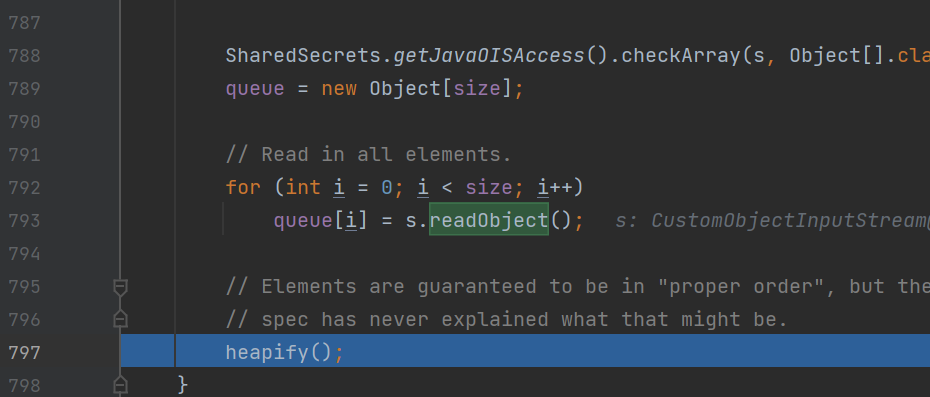 787
788 SharedSecrets.getJavaOISAccess().checkArray(s, Object[].cla
789 queue = new Object[size];
790
791 // Read in all elements.
792 for (int i = 0; i < size; i++)
793 queue[i] = s.readObject(); s: CustomObjectInputStream
794
795 // Elements are guaranteed to be in "proper order", but the
796 // spec has never explained what that might be.
797 heapify();
798 }